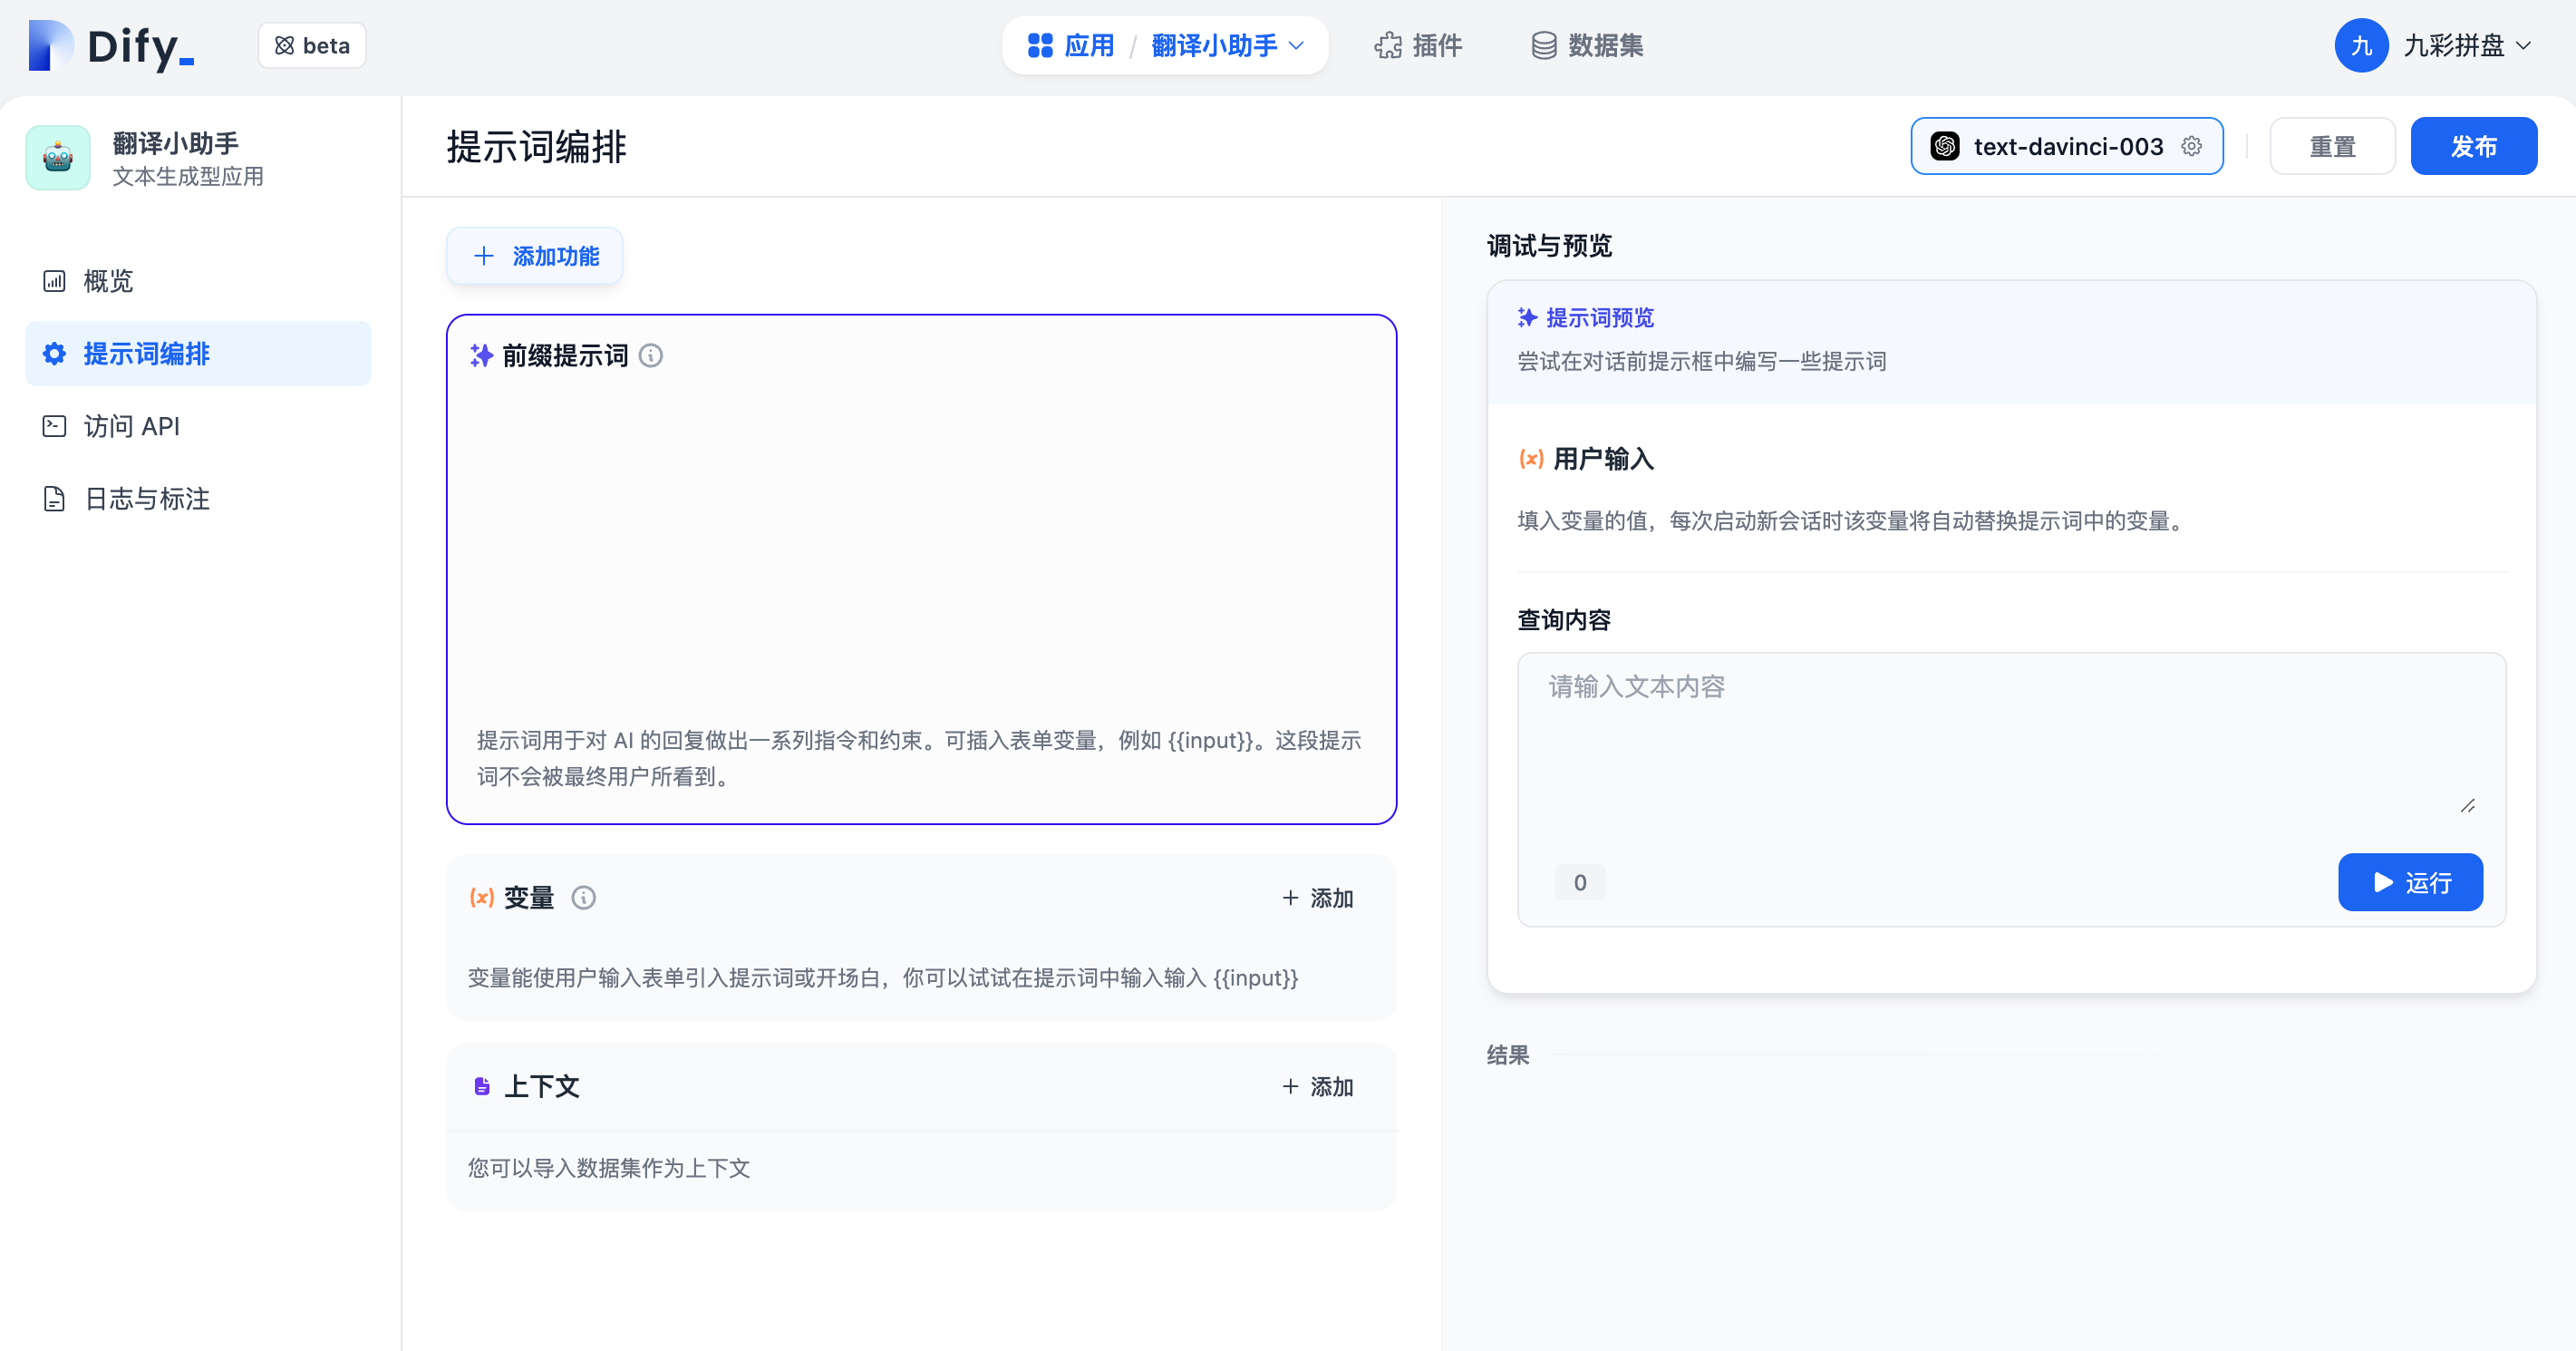 Dify_
beta
应用 / 翻译小助手
插件
数据集
九
九彩拼盘
翻译小助手
文本生成型应用
概览
提示词编排
访问 API
日志与标注
提示词编排
text-davinci-003
重置
发布
添加功能
前缀提示词
提示词用于对 AI 的回复做出一系列指令和约束。可插入表单变量，例如 {{input}}。这段提示
词不会被最终用户所看到。
变量
+ 添加
变量能使用户输入表单引入提示词或开场白，你可以试试在提示词中输入输入 {{input}}
上下文
+ 添加
您可以导入数据集作为上下文
调试与预览
提示词预览
尝试在对话前提示框中编写一些提示词
(x) 用户输入
填入变量的值，每次启动新会话时该变量将自动替换提示词中的变量。
查询内容
请输入文本内容
0
运行
结果